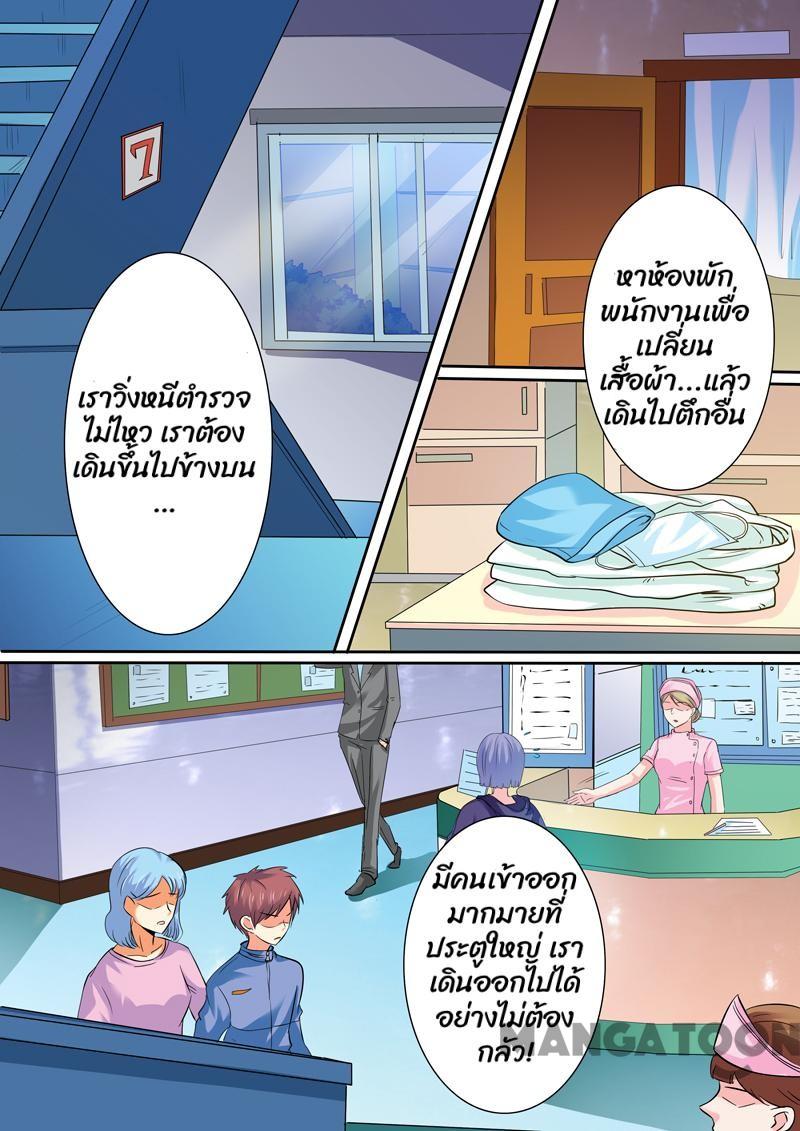 7
เราวิ่งหนีตำรวจ
ไม่ไหว เราต้อง
เดินขึ้นไปข้างบน
...
หาห้องพัก
พนักงานเพื่อ
เปลี่ยน
เสื้อผ้า...แล้ว
เดินไปตึกอื่น
มีคนเข้าออก
มากมายที่
ประตูใหญ่ เรา
เดินออกไปได้
อย่างไม่ต้อง
กลัว!
MANGATOON